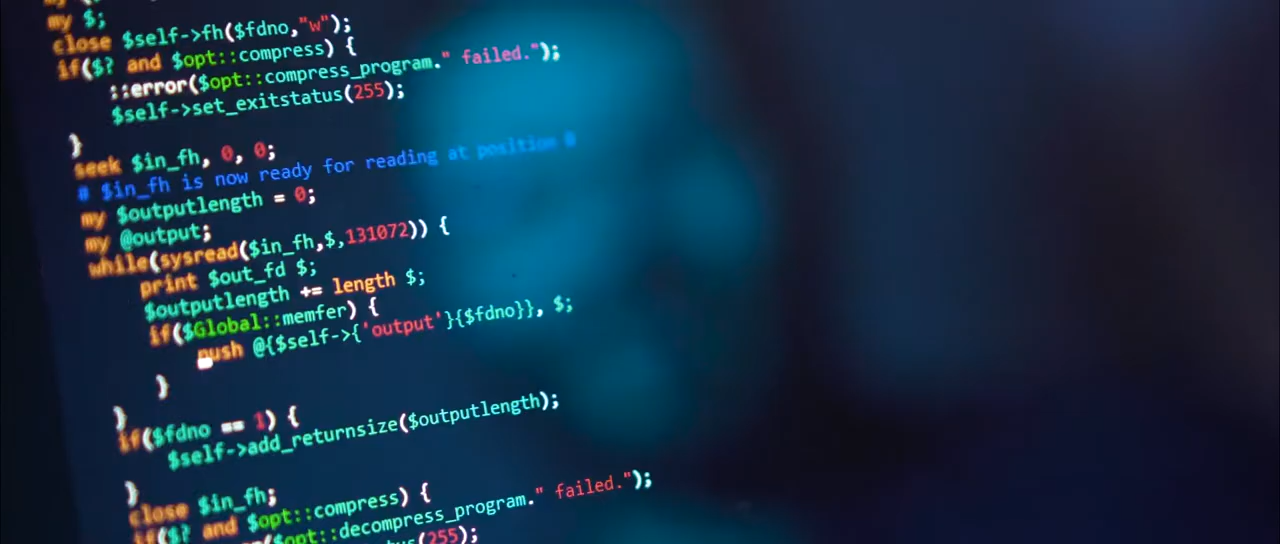 my $;
close $self->fh($fdno,"w");
if($? and $opt::compress) {
::error($opt::compress_program." failed.");
$self->set_exitstatus(255);
}
seek $in_fh, 0, 0;
# $in_fh is now ready for reading at position 0
my $outputlength = 0;
my @output;
while(sysread($in_fh,$,131072)) {
print $out_fd $;
$outputlength += length $;
if($Global::memfer) {
push @{$self->{'output'}{$fdno}}, $;
}
}
if($fdno == 1) {
$self->add_returnsize($outputlength);
}
close $in_fh;
if($? and $opt::compress) {
($opt::decompress_program." failed.");
(255);